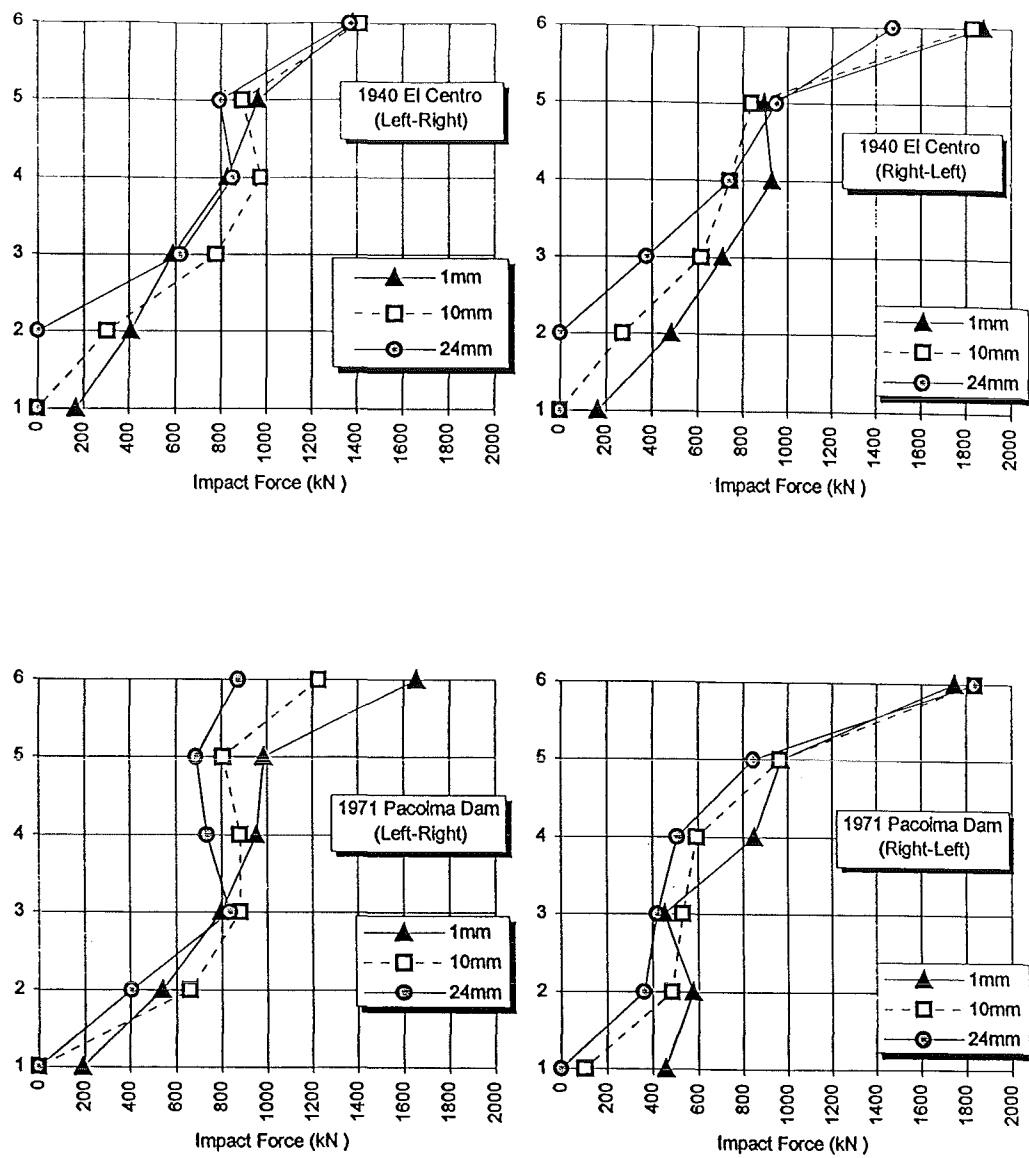 6
5
4
3
2
1
0
200
400
600
800
1000
1200
1400
1600
1800
2000
Impact Force (kN )
1940 El Centro
(Left-Right)
1mm
10mm
24mm
6
5
4
3
2
1
0
200
400
600
800
1000
1200
1400
1600
1800
2000
Impact Force (kN )
1940 El Centro
(Right-Left)
1mm
10mm
24mm
6
5
4
3
2
1
0
200
400
600
800
1000
1200
1400
1600
1800
2000
Impact Force (kN )
1971 Pacoima Dam
(Left-Right)
1mm
10mm
24mm
6
5
4
3
2
1
0
200
400
600
800
1000
1200
1400
1600
1800
2000
Impact Force (kN )
1971 Pacoima Dam
(Right-Left)
1mm
10mm
24mm